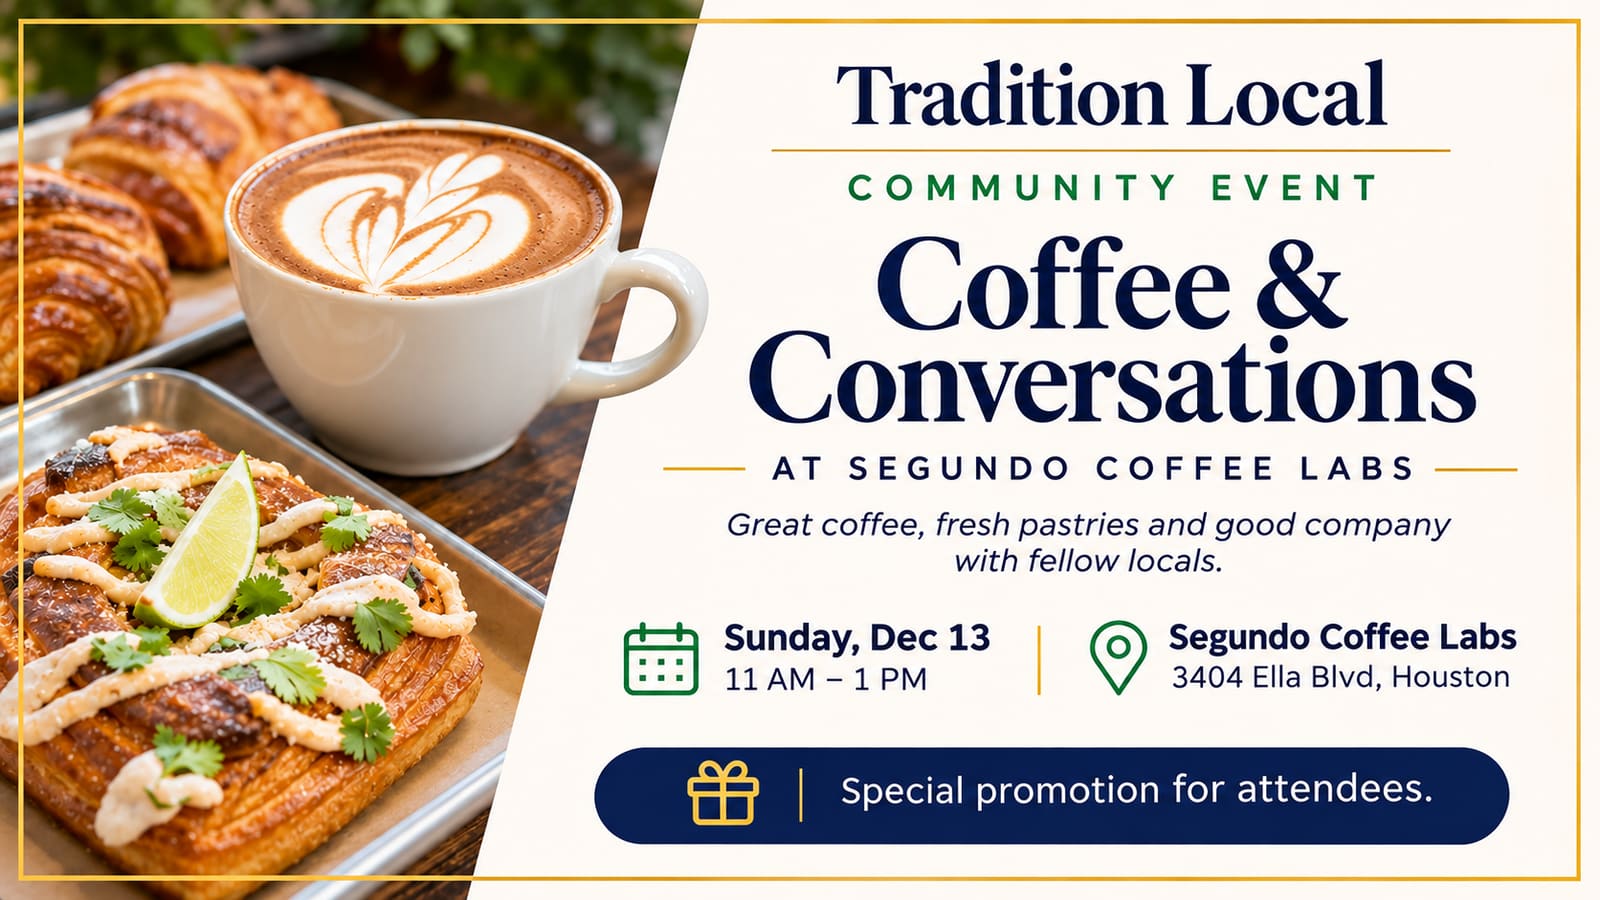 Tradition Local
COMMUNITY EVENT
Coffee &
Conversations
AT SEGUNDO COFFEE LABS
Great coffee, fresh pastries and good company
with fellow locals.
Sunday, Dec 13
11 AM – 1 PM
Segundo Coffee Labs
3404 Ella Blvd, Houston
Special promotion for attendees.